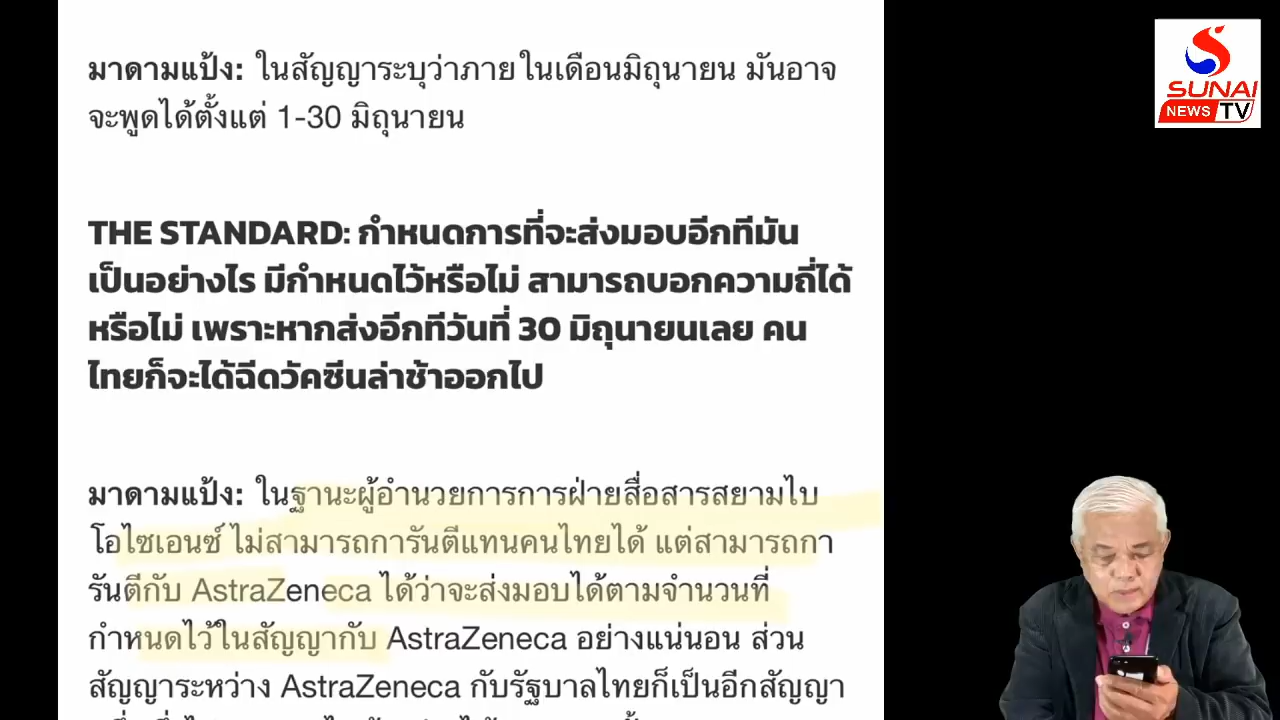 มาดามแป้ง: ในสัญญาระบุว่าภายในเดือนมิถุนายน มันอาจ
จะพูดได้ตั้งแต่ 1-30 มิถุนายน
THE STANDARD: กำหนดการที่จะส่งมอบอีกทีมัน
เป็นอย่างไร มีกำหนดไว้หรือไม่ สามารถบอกความถี่ได้
หรือไม่ เพราะหากส่งอีกทีวันที่ 30 มิถุนายนเลย คน
ไทยก็จะได้ฉีดวัคซีนล่าช้าออกไป
มาดามแป้ง: ในฐานะผู้อำนวยการการฝ่ายสื่อสารสยามไบ
โอไซเอนซ์ ไม่สามารถการันตีแทนคนไทยได้ แต่สามารถกา
รันตีกับ AstraZeneca ได้ว่าจะส่งมอบได้ตามจำนวนที่
กำหนดไว้ในสัญญากับ AstraZeneca อย่างแน่นอน ส่วน
สัญญาระหว่าง AstraZeneca กับรัฐบาลไทยก็เป็นอีกสัญญา
SUNAI
NEWS TV